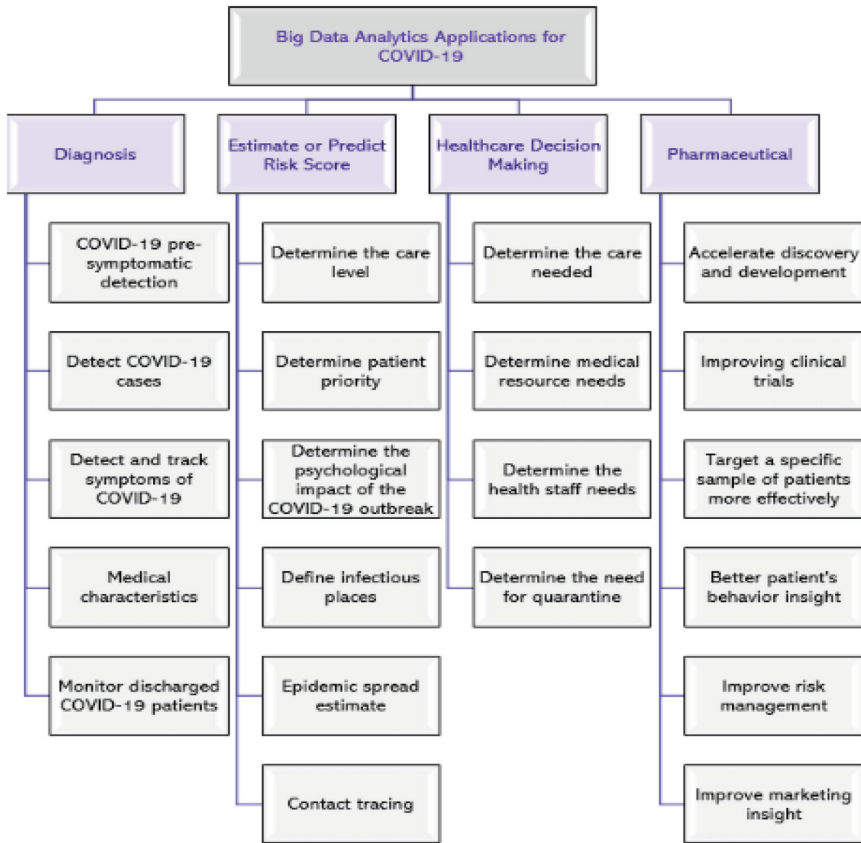 Big Data Analytics Applications for
COVID-19
Diagnosis
Estimate or Predict
Risk Score
Healthcare Decision
Making
Pharmaceutical
COVID-19 pre-
symptomatic
detection
Detect COVID-19
cases
Detect and track
symptoms of
COVID-19
Medical
characteristics
Monitor discharged
COVID-19 patients
Determine the care
level
Determine patient
priority
Determine the
psychological
impact of the
COVID-19 outbreak
Define infectious
places
Epidemic spread
estimate
Contact tracing
Determine the care
needed
Determine medical
resource needs
Determine the
health staff needs
Determine the need
for quarantine
Accelerate discovery
and development
Improving clinical
trials
Target a specific
sample of patients
more effectively
Better patient's
behavior insight
Improve risk
management
Improve marketing
insight